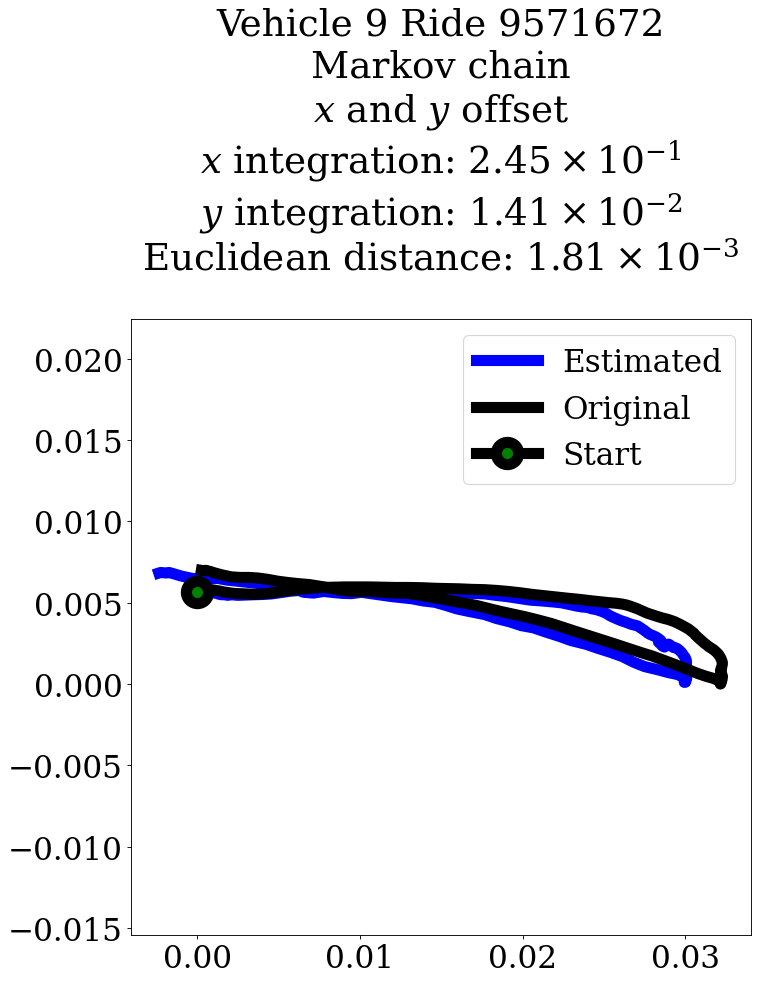 Vehicle 9 Ride 9571672
Markov chain
x and y offset
x integration: 2.45 × 10⁻¹
y integration: 1.41 × 10⁻²
Euclidean distance: 1.81 × 10⁻³
Estimated
Original
Start
0.020
0.015
0.010
0.005
0.000
−0.005
−0.010
−0.015
0.00 0.01 0.02 0.03